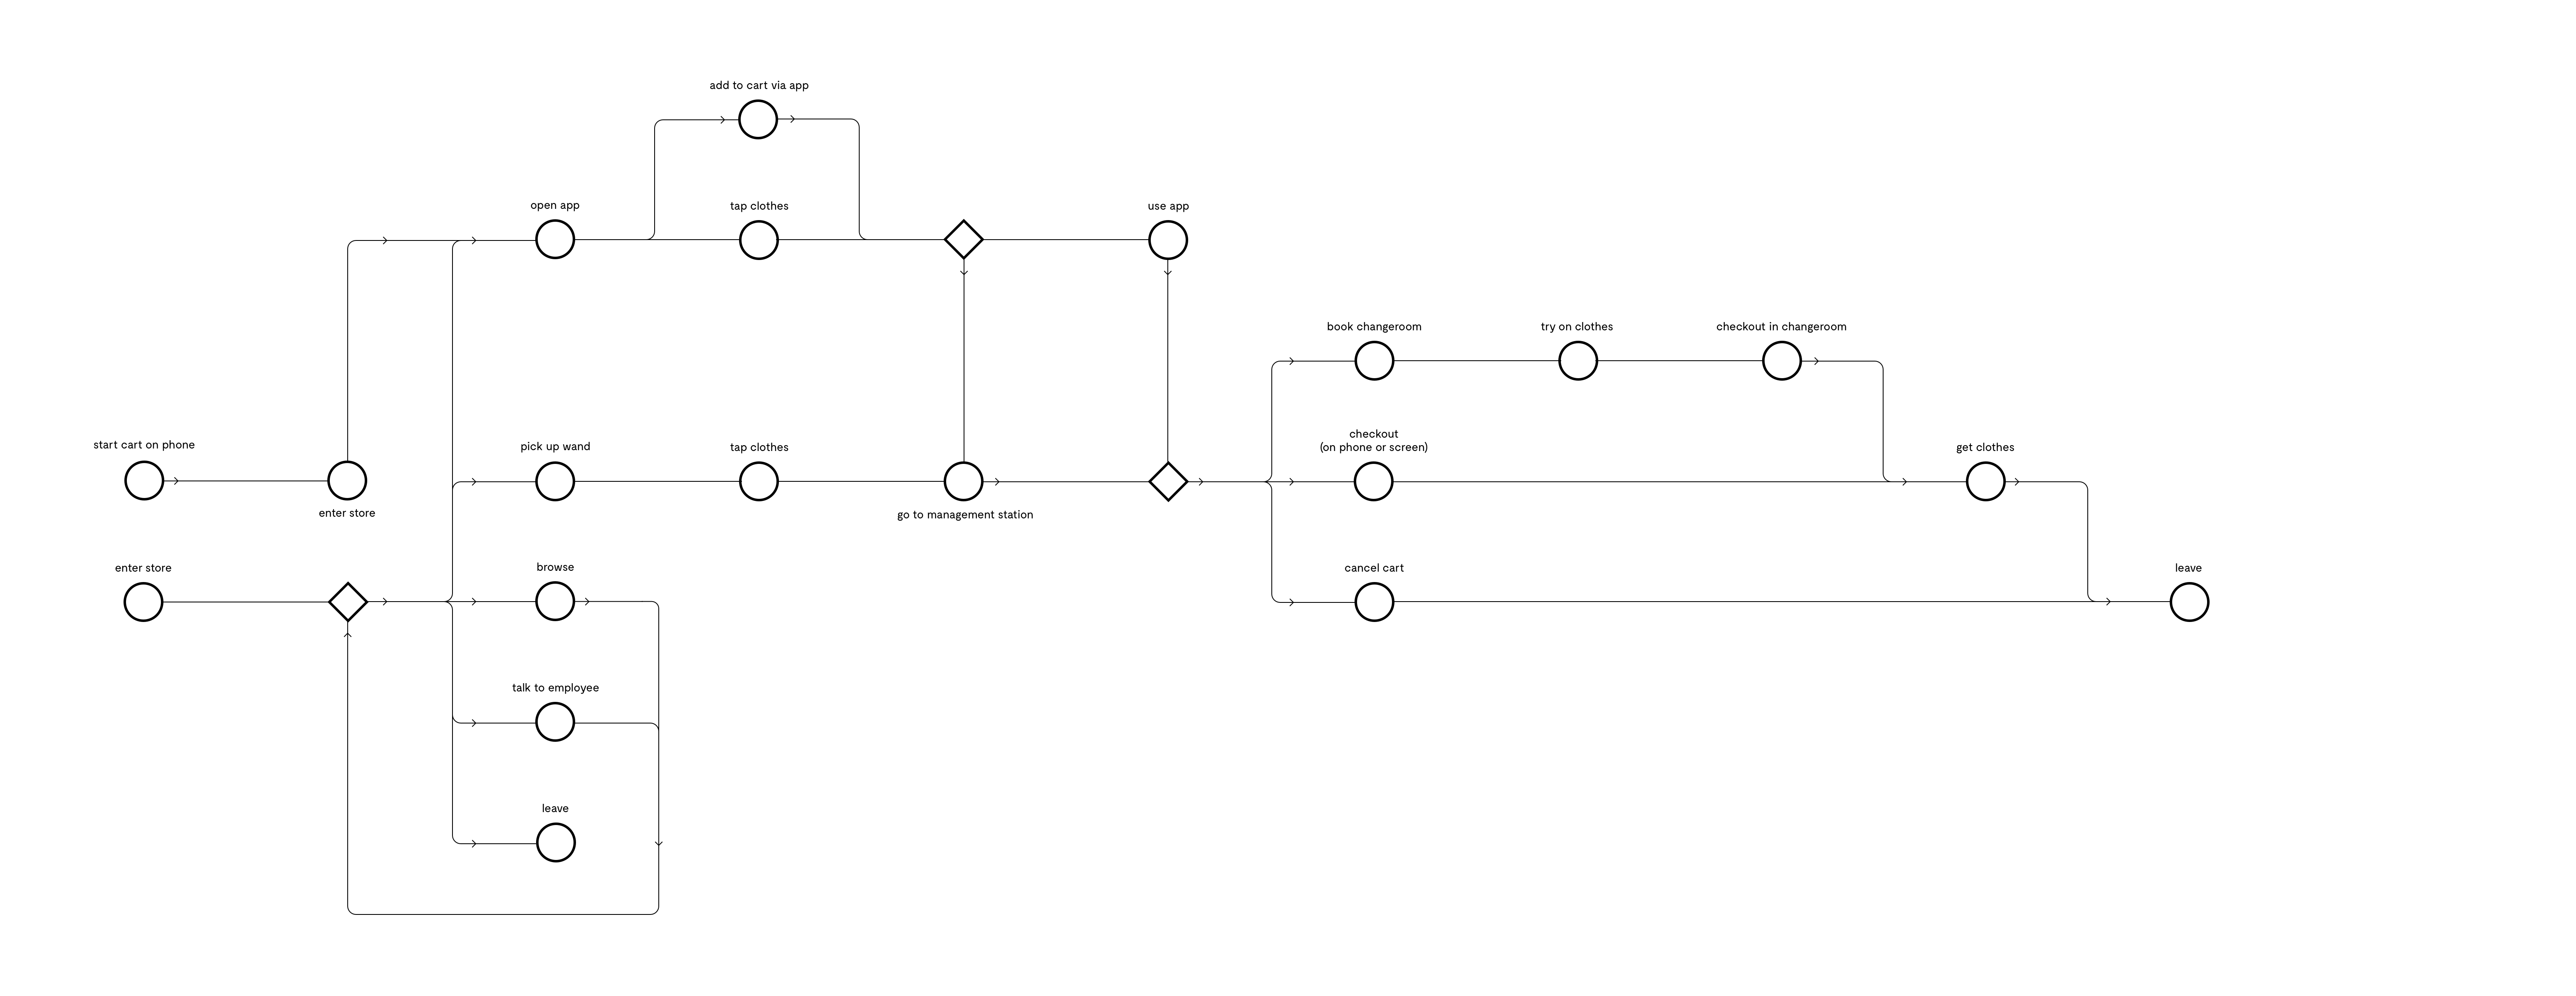 add to cart via app
open app
tap clothes
use app
book changeroom
try on clothes
checkout in changeroom
start cart on phone
enter store
pick up wand
tap clothes
go to management station
checkout
(on phone or screen)
get clothes
enter store
browse
cancel cart
leave
talk to employee
leave